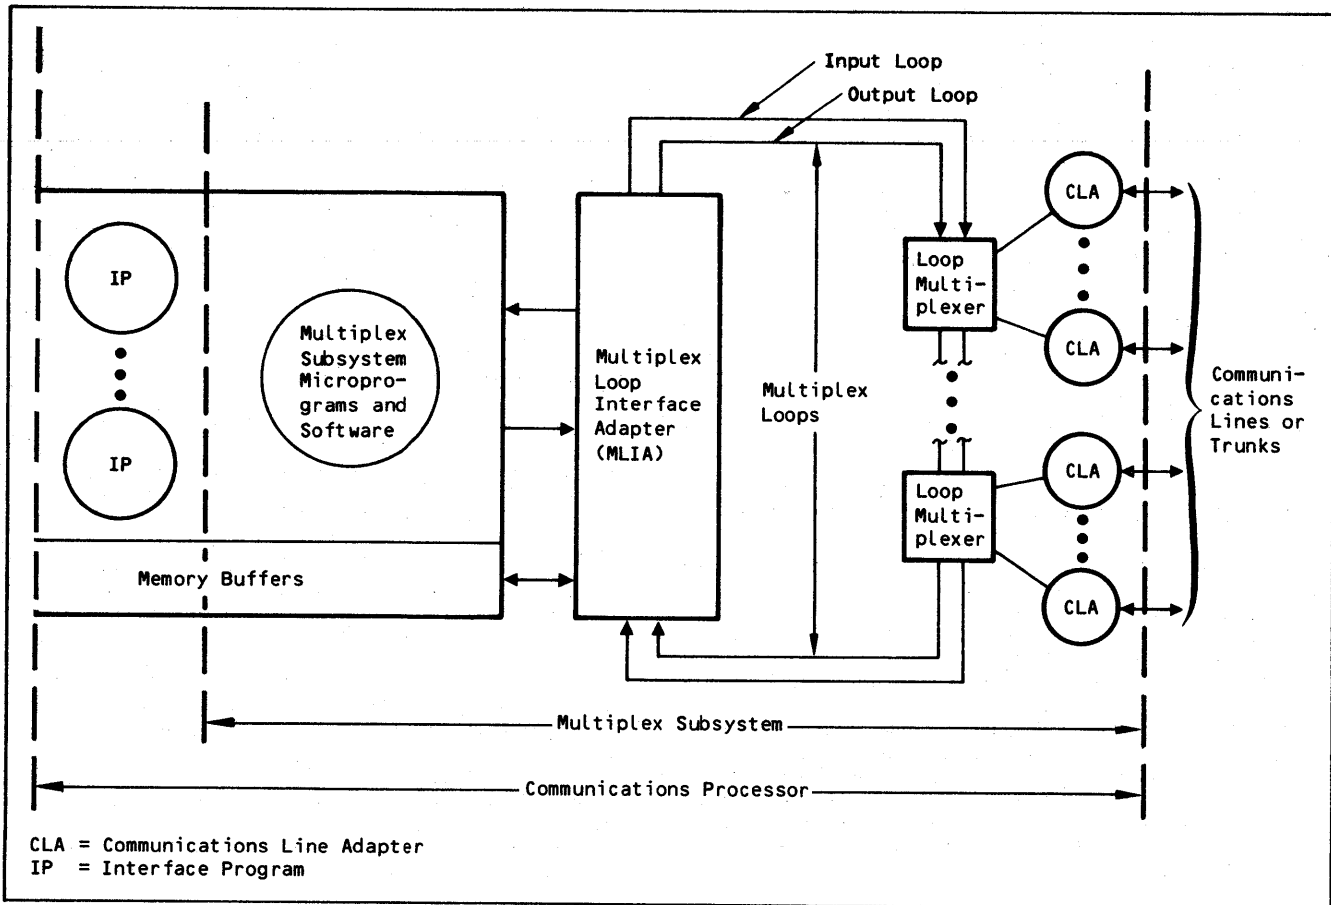 Input Loop
Output Loop
CLA
IP
Loop
Multi-
plexer
CLA
Multiplex
Subsystem
Micropro-
grams and
Software
Multiplex
Loop
Interface
Adapter
(MLIA)
Multiplex
Loops
Communi-
cations
Lines or
Trunks
IP
Loop
Multi-
plexer
CLA
CLA
Memory Buffers
Multiplex Subsystem
Communications Processor
CLA = Communications Line Adapter
IP = Interface Program